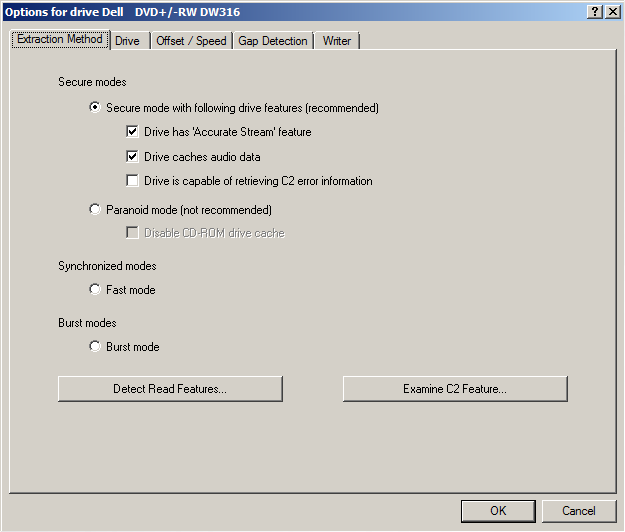 Options for drive Dell DVD+/-RW DW316
Extraction Method Drive Offset / Speed Gap Detection Writer
Secure modes
Secure mode with following drive features (recommended)
Drive has 'Accurate Stream' feature
Drive caches audio data
Drive is capable of retrieving C2 error information
Paranoid mode (not recommended)
Disable CD-ROM drive cache
Synchronized modes
Fast mode
Burst modes
Burst mode
Detect Read Features... Examine C2 Feature...
OK Cancel